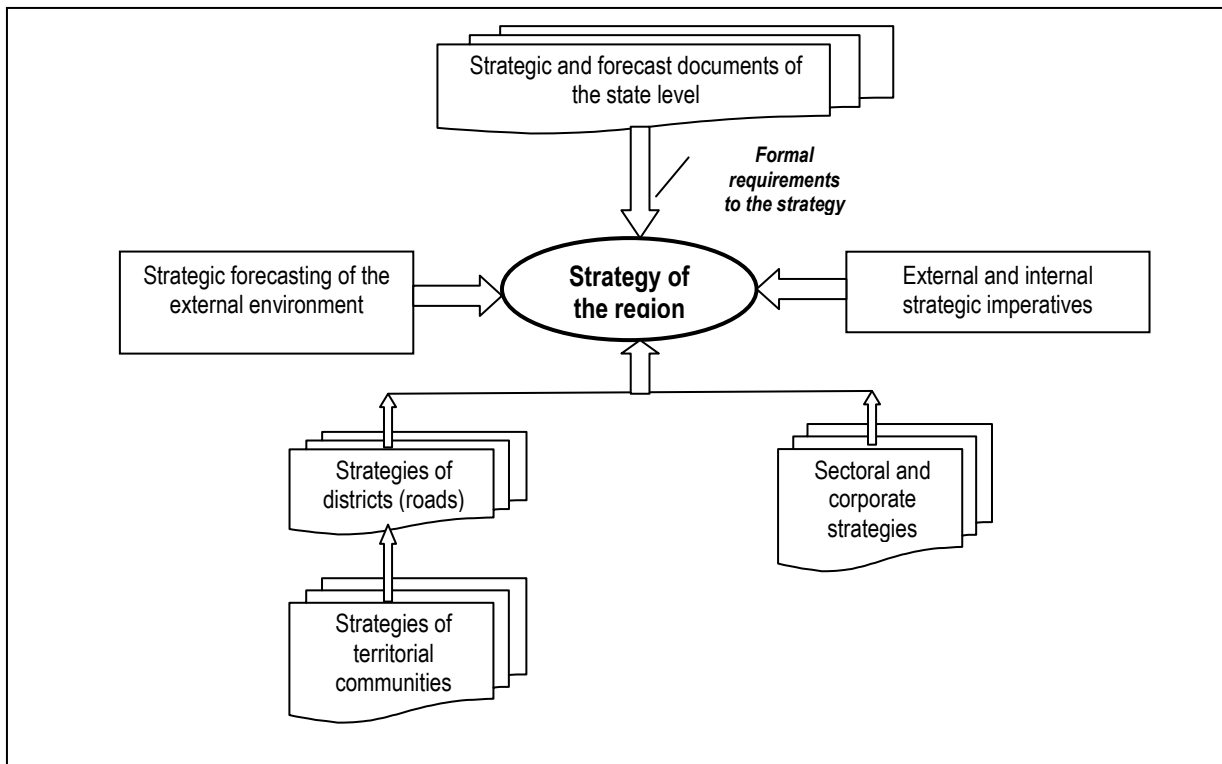 Strategic and forecast documents of
the state level
Formal
requirements
to the strategy
Strategic forecasting of the
external environment
Strategy of
the region
External and internal
strategic imperatives
Strategies of
districts (roads)
Sectoral and
corporate
strategies
Strategies of
territorial
communities